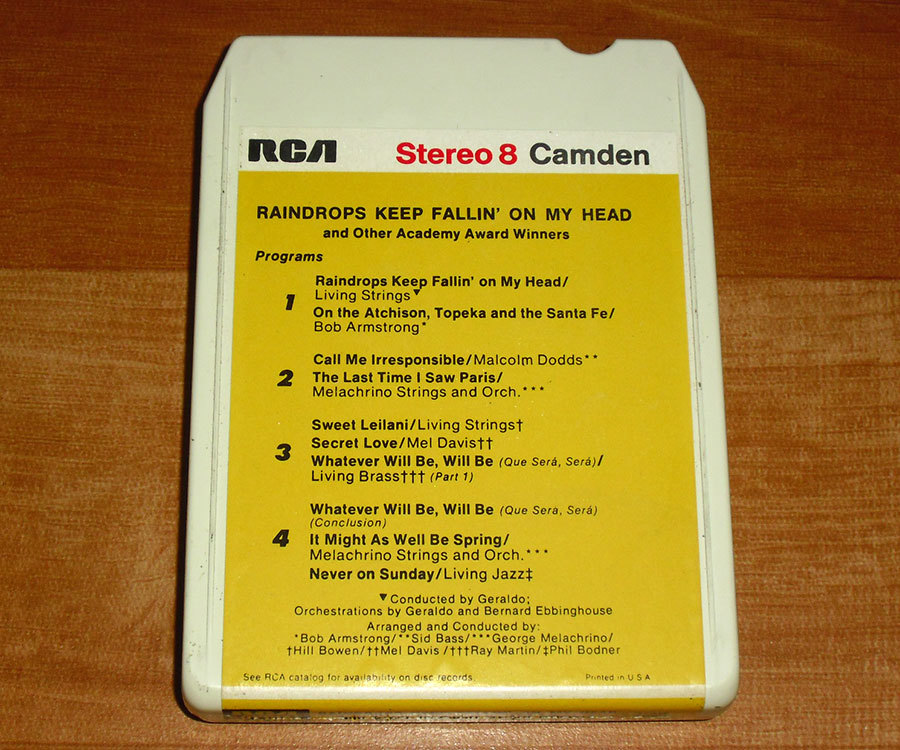 RCA Stereo 8 Camden
RAINDROPS KEEP FALLIN' ON MY HEAD
and Other Academy Award Winners
Programs
1
Raindrops Keep Fallin' on My Head/
Living Strings▼
On the Atchison, Topeka and the Santa Fe/
Bob Armstrong*
2
Call Me Irresponsible/Malcolm Dodds**
The Last Time I Saw Paris/
Melachrino Strings and Orch.***
3
Sweet Leilani/Living Strings†
Secret Love/Mel Davis††
Whatever Will Be, Will Be (Que Será, Será)/
Living Brass††† (Part 1)
4
Whatever Will Be, Will Be (Que Sera, Será)
(Conclusion)
It Might As Well Be Spring/
Melachrino Strings and Orch.***
Never on Sunday/Living Jazz‡
▼Conducted by Geraldo;
Orchestrations by Geraldo and Bernard Ebbinghouse
Arranged and Conducted by:
*Bob Armstrong/**Sid Bass/***George Melachrino/
†Hill Bowen/††Mel Davis/†††Ray Martin/‡Phil Bodner
See RCA catalog for availability on disc records. Printed in U S A